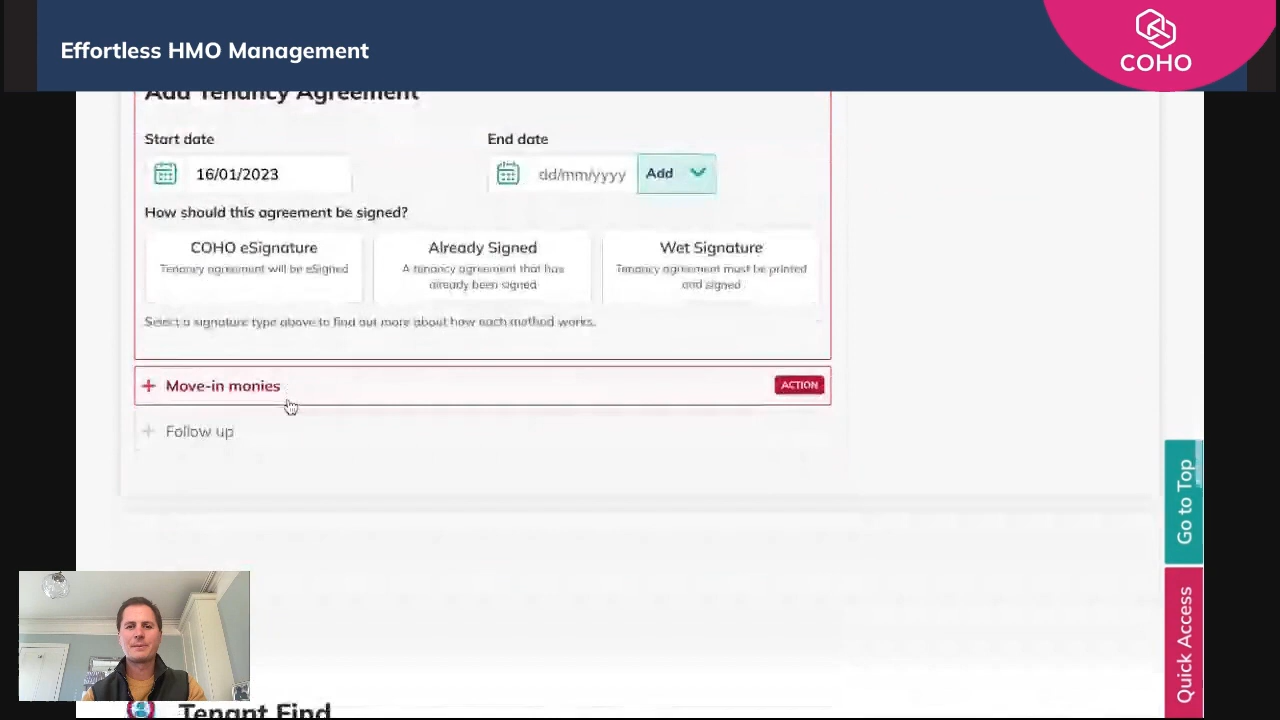 Effortless HMO Management
COHO
Add Tenancy Agreement
Start date
End date
16/01/2023
dd/mm/yyyy
Add
How should this agreement be signed?
COHO eSignature
Already Signed
Wet Signature
Tenancy agreement will be eSigned
A tenancy agreement that has
already been signed
Tenancy agreement must be printed
and signed
Select a signature type above to find out more about how each method works.
Move-in monies
ACTION
Follow up
Go to Top
Quick Access
Tenant Find